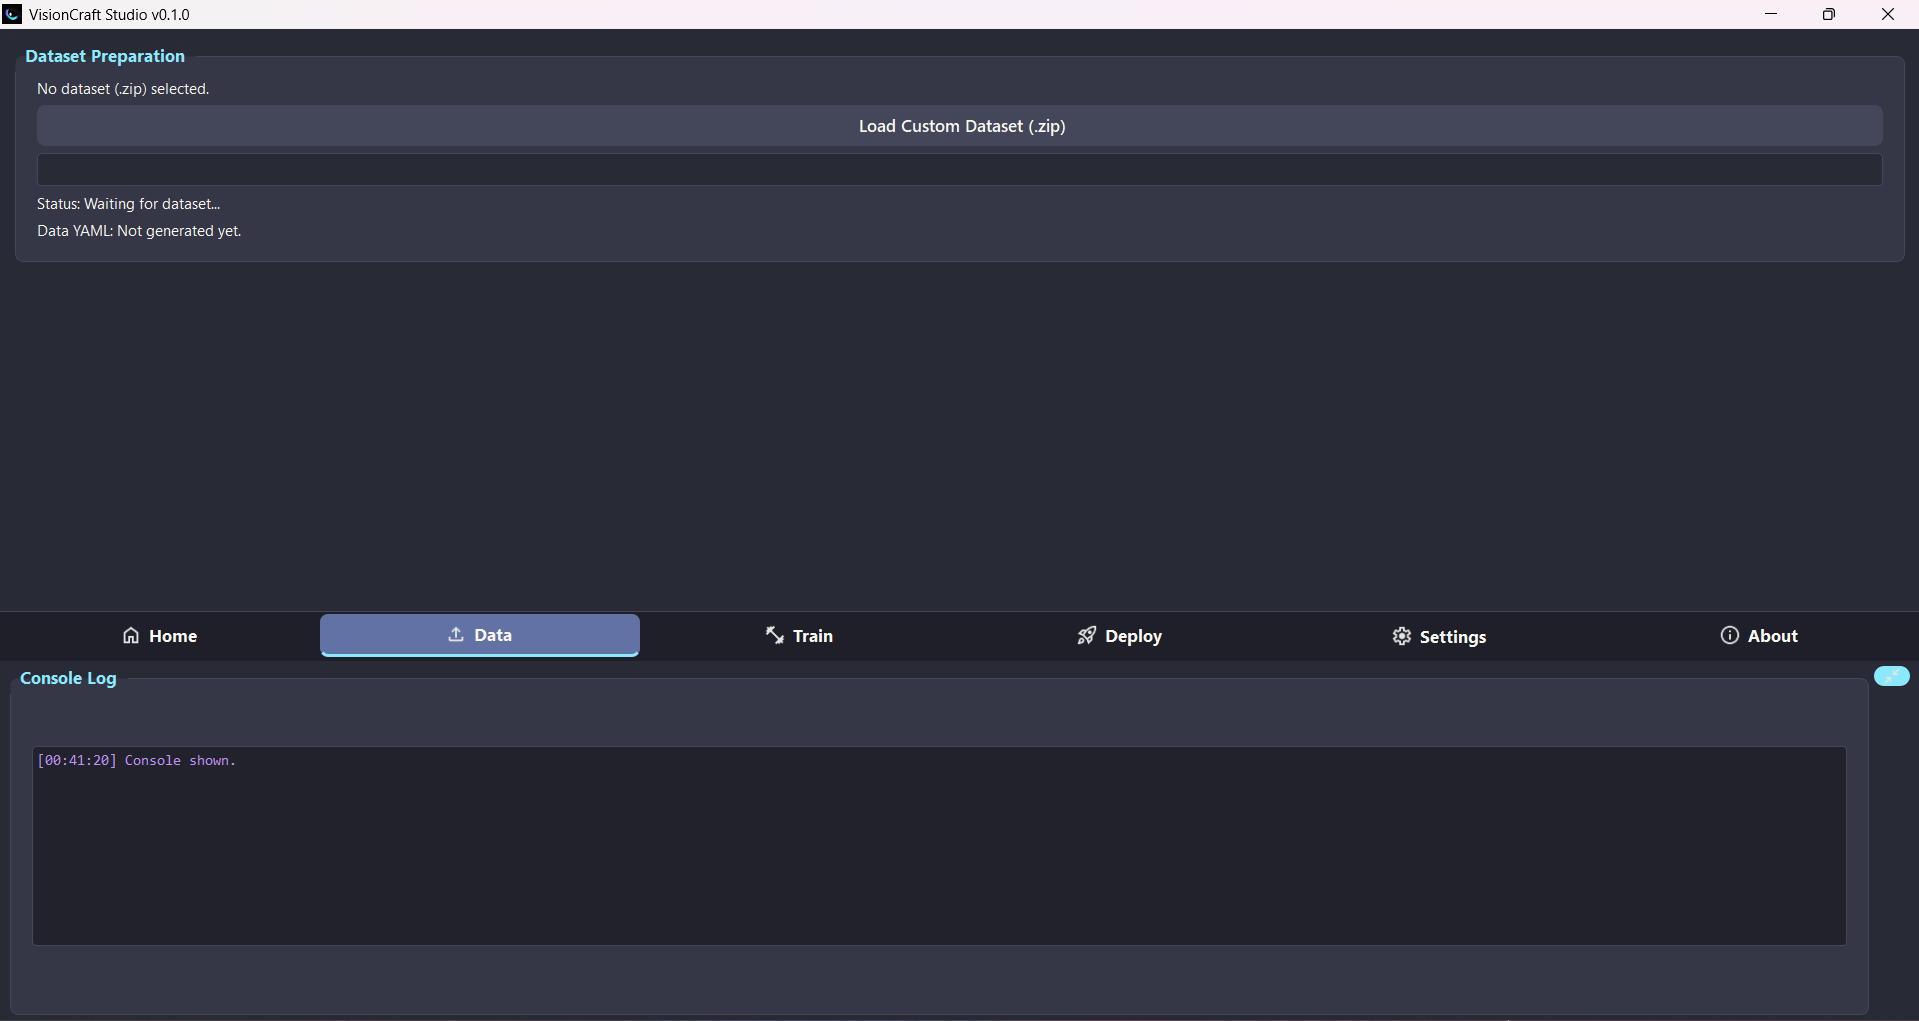 VisionCraft Studio v0.1.0
Dataset Preparation
No dataset (.zip) selected.
Load Custom Dataset (.zip)
Status: Waiting for dataset...
Data YAML: Not generated yet.
Home
Data
Train
Deploy
Settings
About
Console Log
[00:41:20] Console shown.